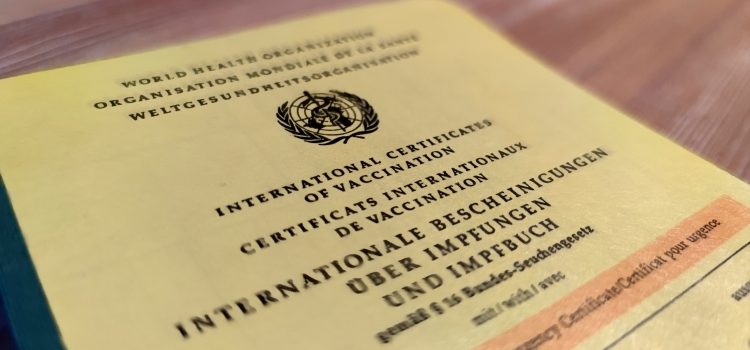 WORLD HEALTH ORGANIZATION
ORGANISATION MONDIALE DE LA SANTÉ
WELTGESUNDHEITSORGANISATION
INTERNATIONAL CERTIFICATES
OF VACCINATION
CERTIFICATS INTERNATIONAUX
DE VACCINATION
INTERNATIONALE BESCHEINIGUNGEN
ÜBER IMPFUNGEN
UND IMPFBUCH
gemäß § 16 Bundes-Seuchengesetz
mit / with / avec
Certificate/Certificat pour urgence